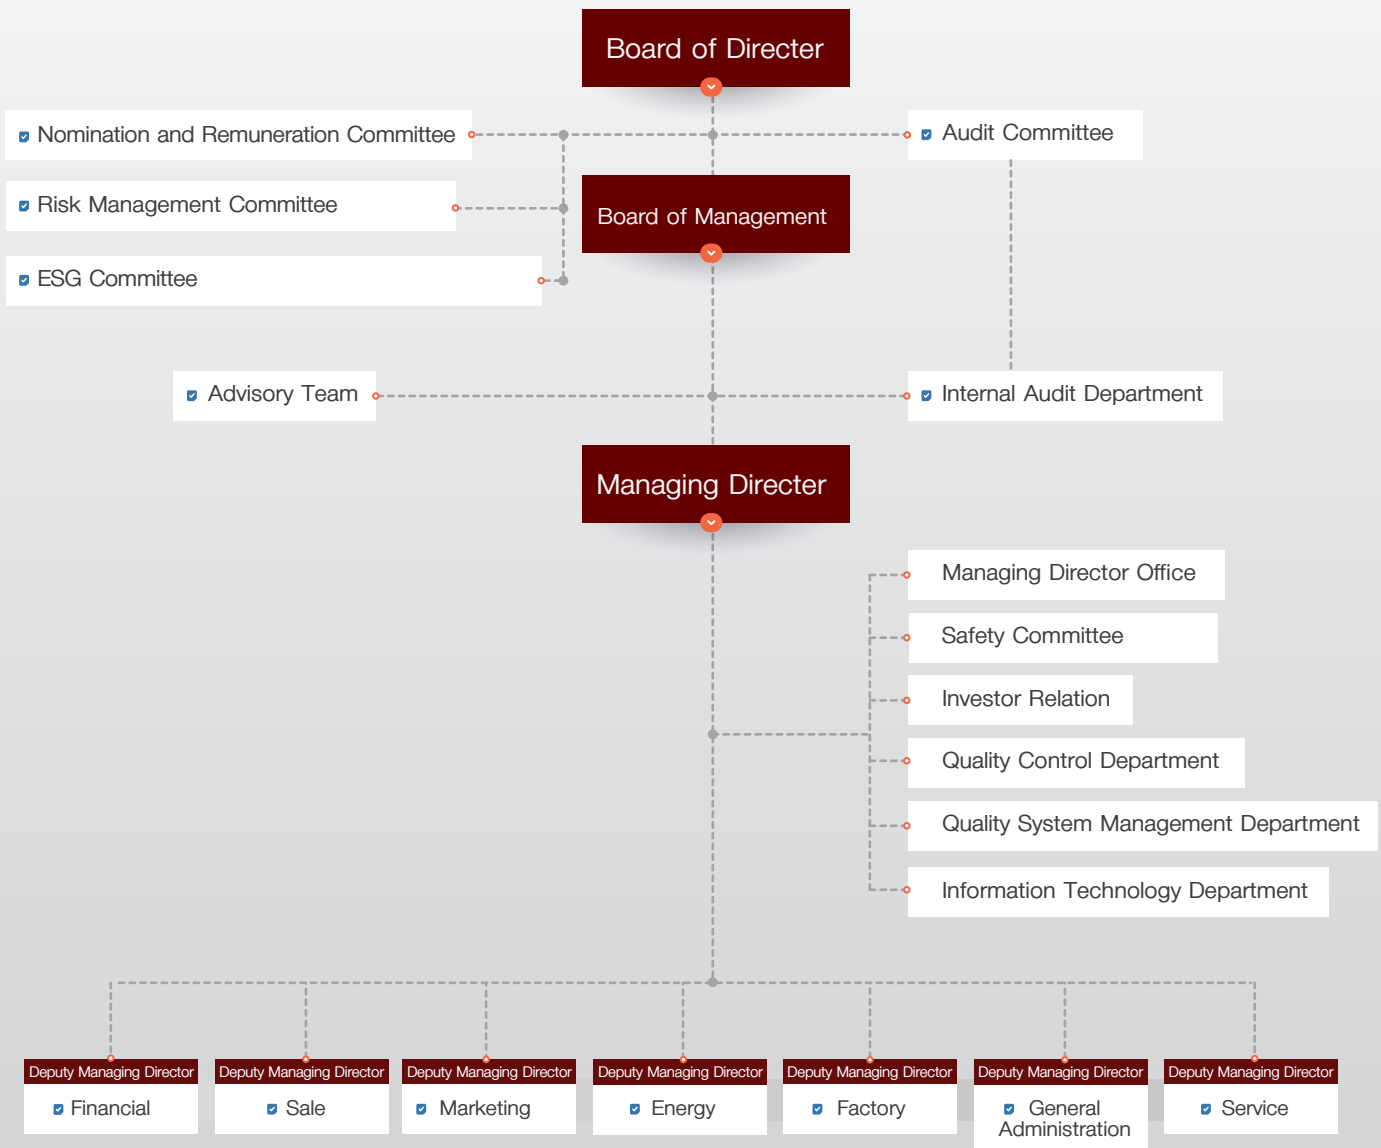 Board of Directer
Nomination and Remuneration Committee
Audit Committee
Risk Management Committee
Board of Management
ESG Committee
Advisory Team
Internal Audit Department
Managing Directer
Managing Director Office
Safety Committee
Investor Relation
Quality Control Department
Quality System Management Department
Information Technology Department
Deputy Managing Director
Financial
Deputy Managing Director
Sale
Deputy Managing Director
Marketing
Deputy Managing Director
Energy
Deputy Managing Director
Factory
Deputy Managing Director
General
Administration
Deputy Managing Director
Service